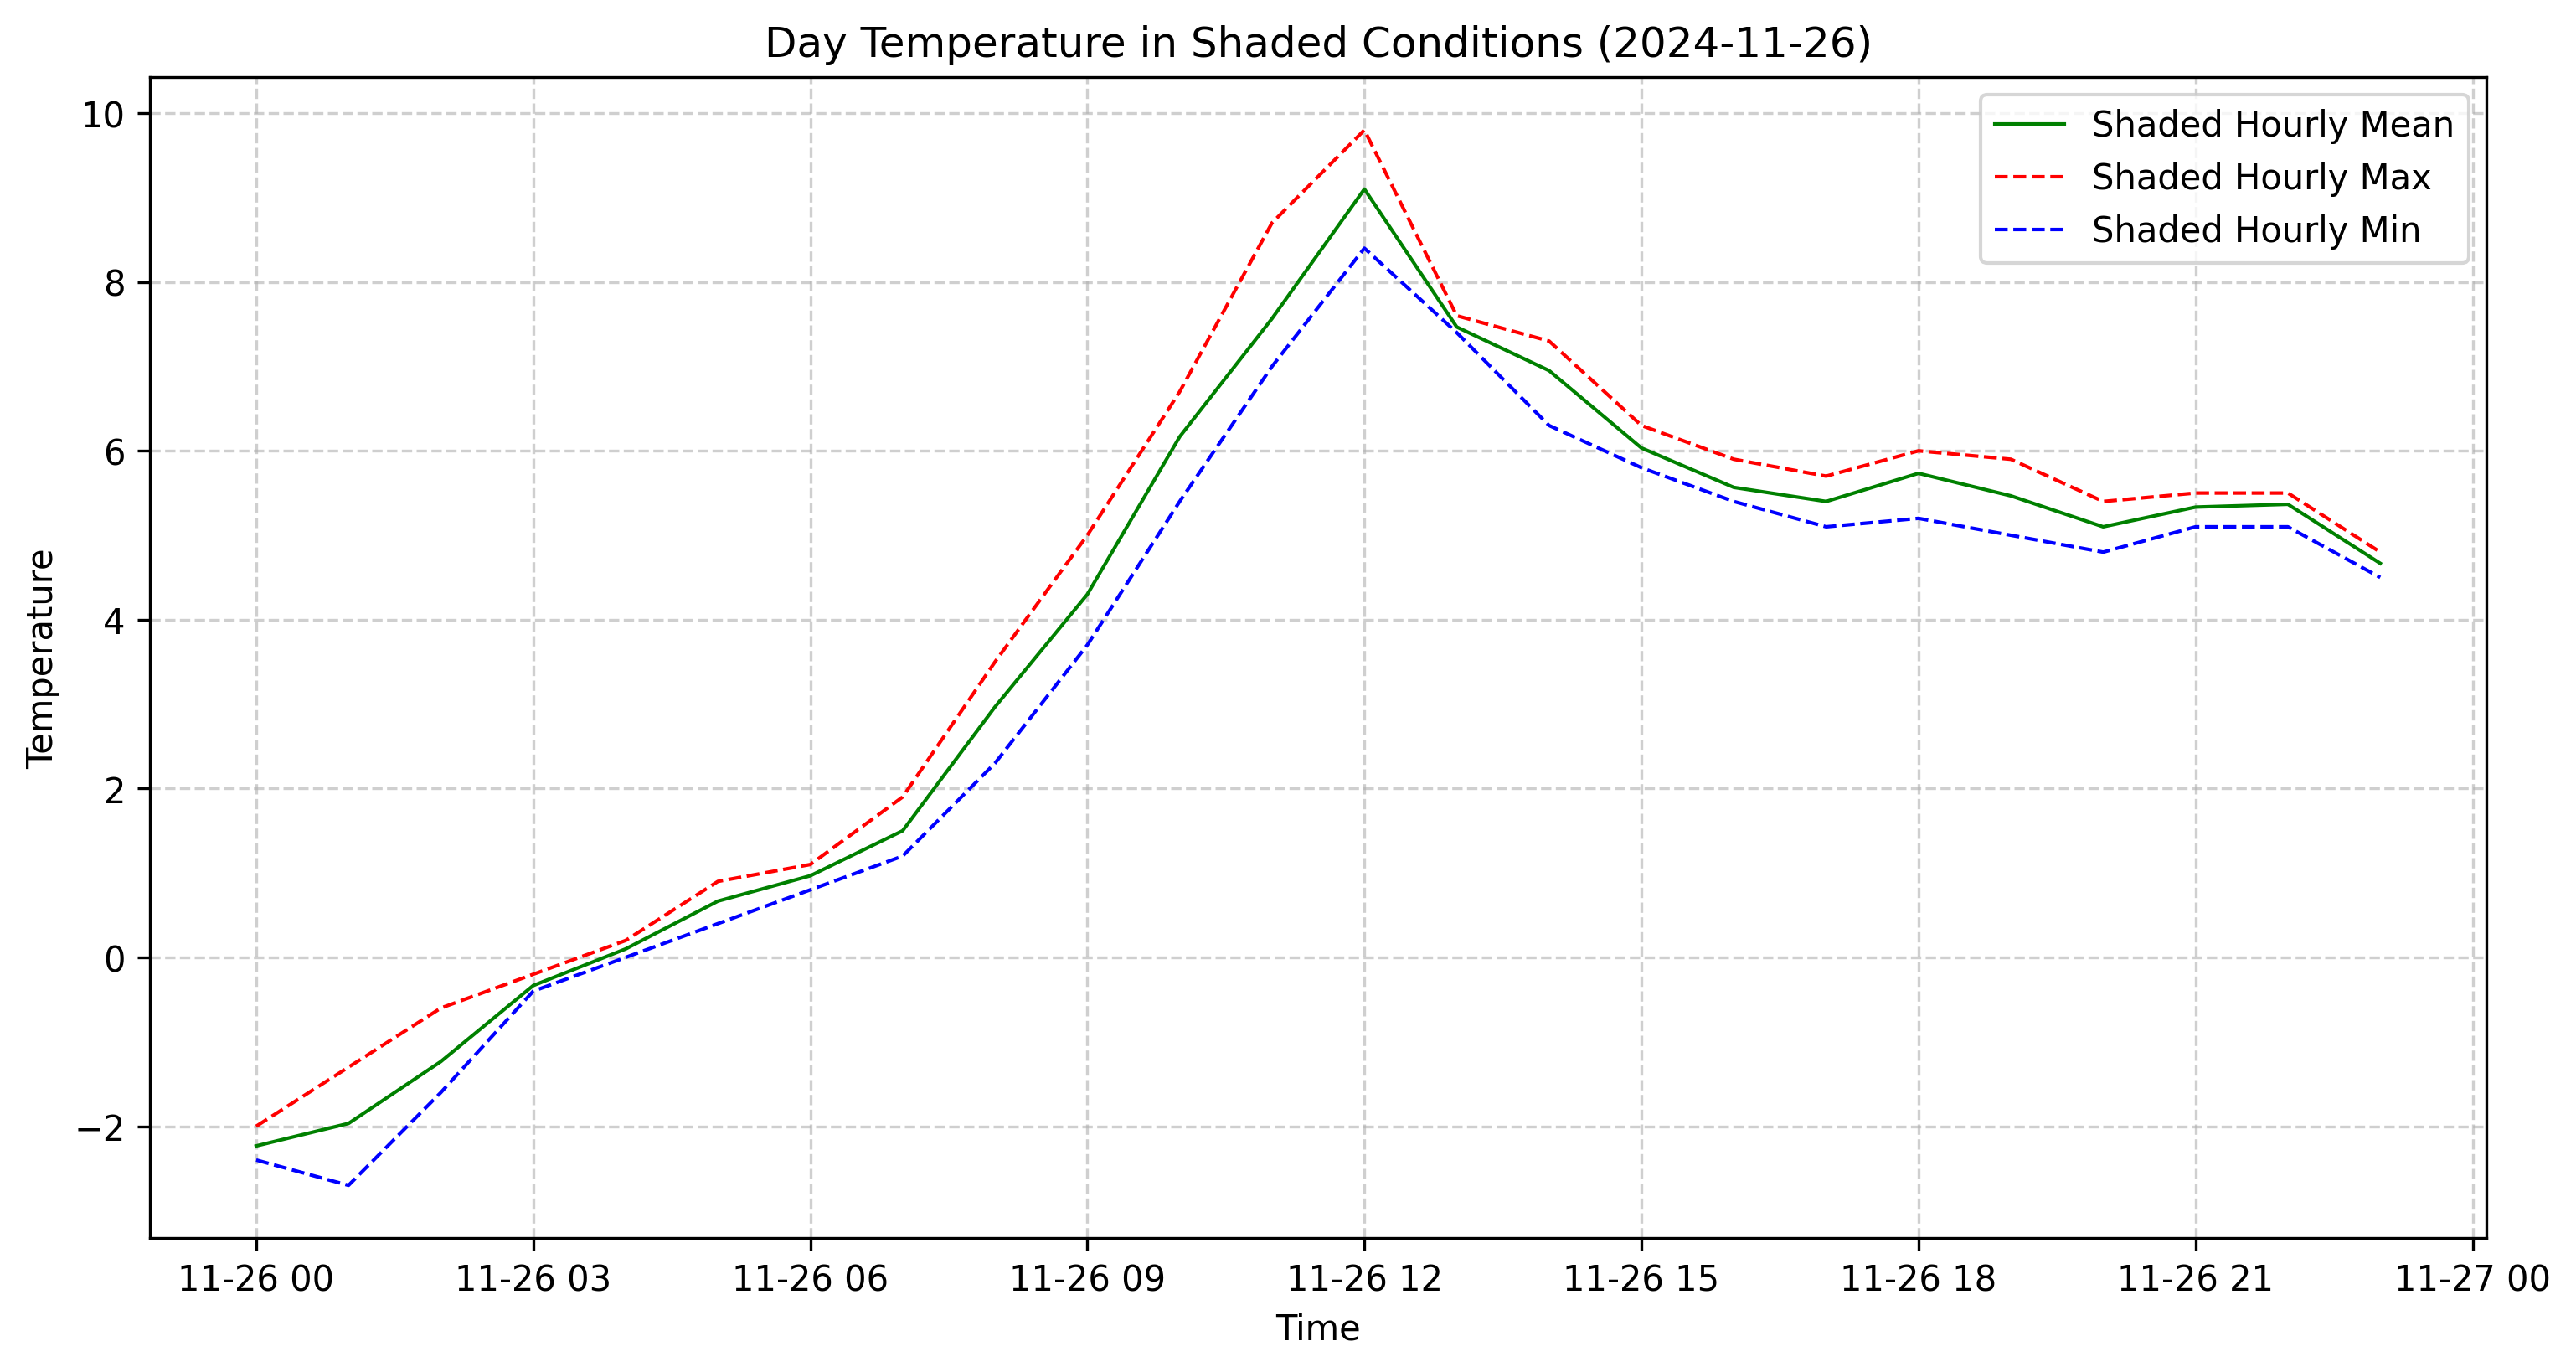 Day Temperature in Shaded Conditions (2024-11-26)
Shaded Hourly Mean
Shaded Hourly Max
Shaded Hourly Min
Temperature
10
8
6
4
2
0
−2
11-26 00 11-26 03 11-26 06 11-26 09 11-26 12 11-26 15 11-26 18 11-26 21 11-27 00
Time